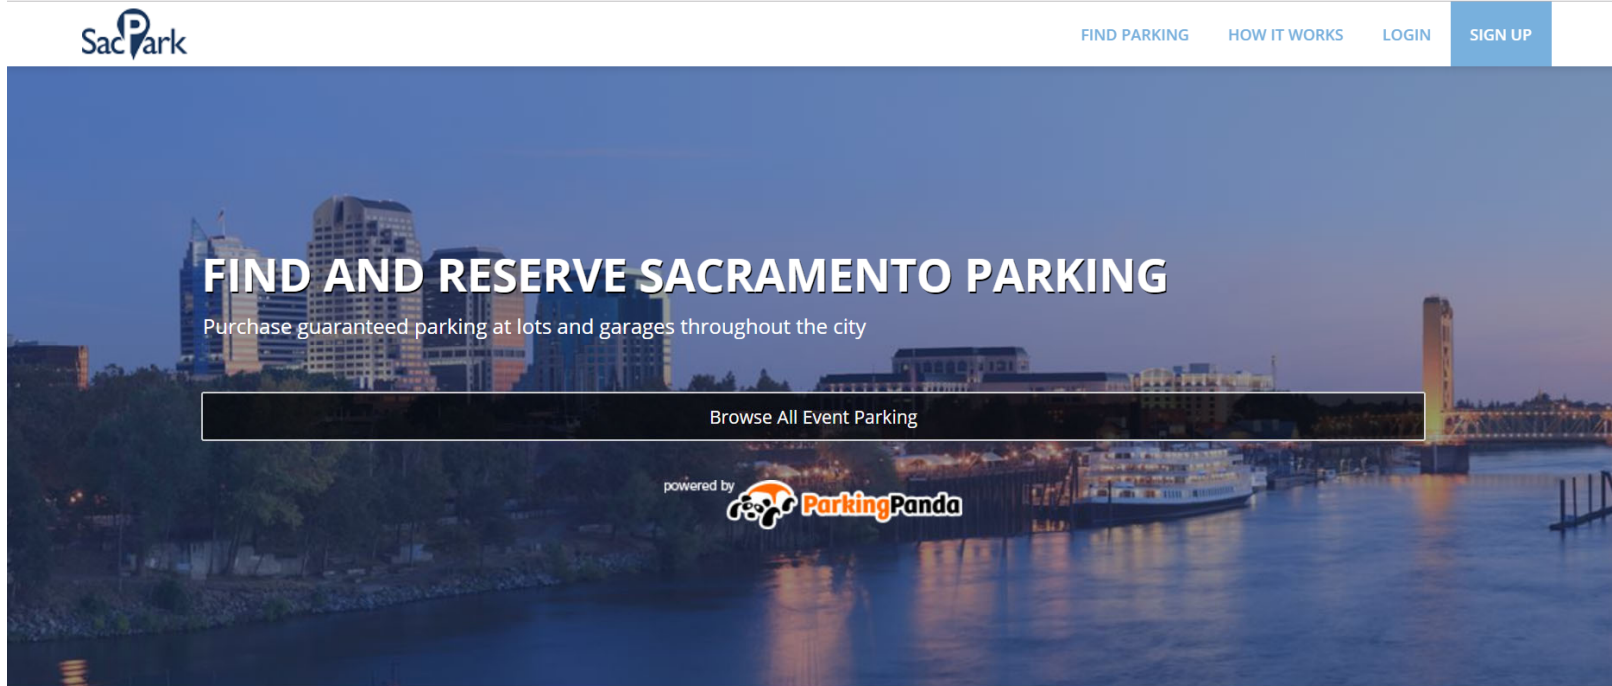 SacPark
FIND PARKING
HOW IT WORKS
LOGIN
SIGN UP
FIND AND RESERVE SACRAMENTO PARKING
Purchase guaranteed parking at lots and garages throughout the city
Browse All Event Parking
powered by
ParkingPanda